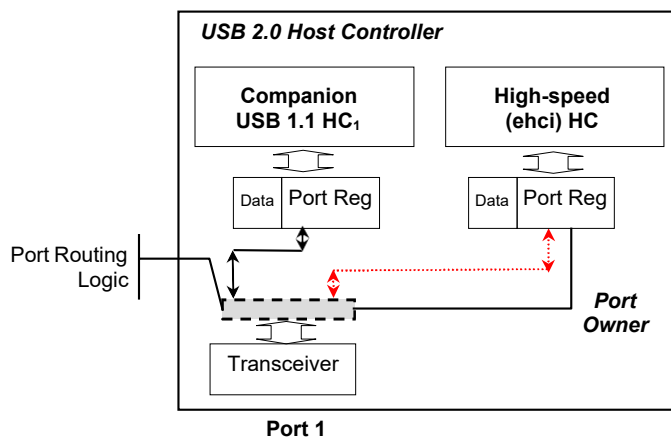 USB 2.0 Host Controller
Companion
USB 1.1 HC₁
High-speed
(ehci) HC
Data
Port Reg
Data
Port Reg
Port Routing
Logic
Port
Owner
Transceiver
Port 1